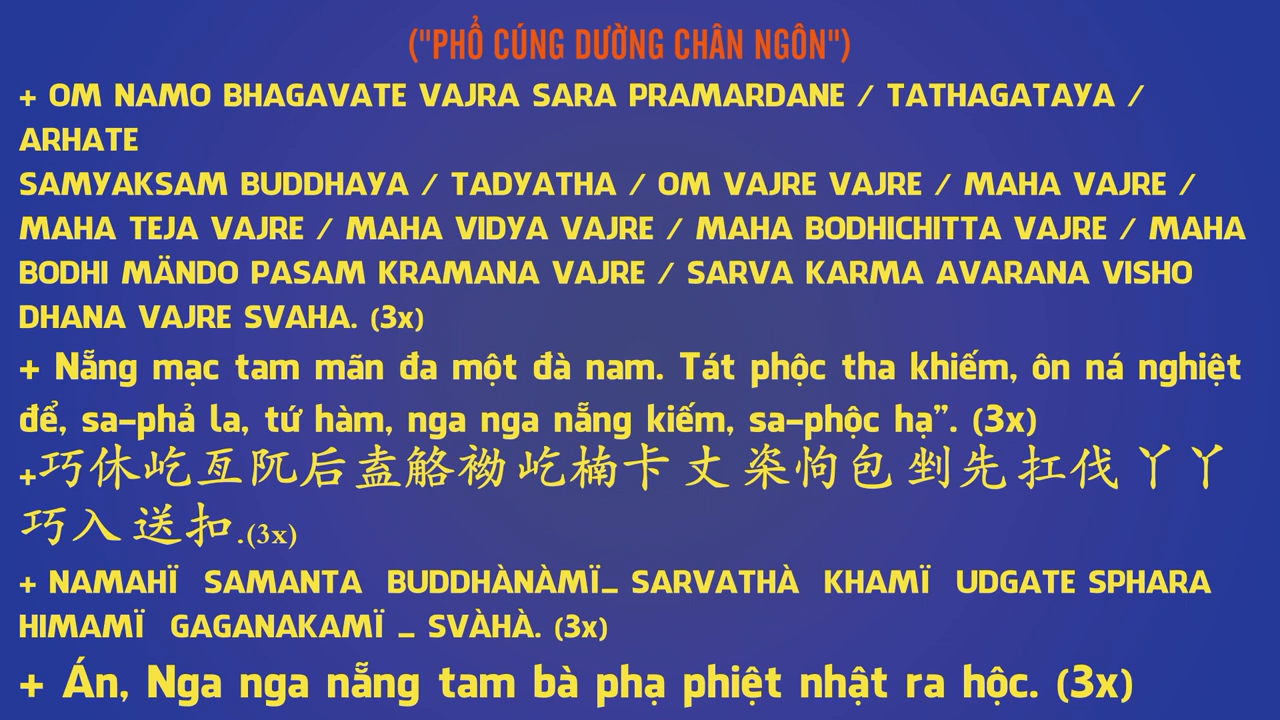 ("PHỔ CÚNG DƯỜNG CHÂN NGÔN")
+ OM NAMO BHAGAVATE VAJRA SARA PRAMARDANE / TATHAGATAYA /
ARHATE
SAMYAKSAM BUDDHAYA / TADYATHA / OM VAJRE VAJRE / MAHA VAJRE /
MAHA TEJA VAJRE / MAHA VIDYA VAJRE / MAHA BODHICHITTA VAJRE / MAHA
BODHI MÄNDO PASAM KRAMANA VAJRE / SARVA KARMA AVARANA VISHO
DHANA VAJRE SVAHA. (3x)
+ Nẵng mạc tam mãn đa một đà nam. Tát phộc tha khiếm, ôn ná nghiệt
để, sa-phả la, tứ hàm, nga nga nẵng kiếm, sa-phộc hạ”. (3x)
+巧休屹亙阢后盍觡袎屹楠卡丈楶怐包剉先扛伐丫丫
巧入送扣.(3x)
+ NAMAHÏ SAMANTA BUDDHÀNÀMÏ_ SARVATHÀ KHAMÏ UDGATE SPHARA
HIMAMÏ GAGANAKAMÏ _ SVÀHÀ. (3x)
+ Án, Nga nga nẵng tam bà phạ phiệt nhật ra hộc. (3x)